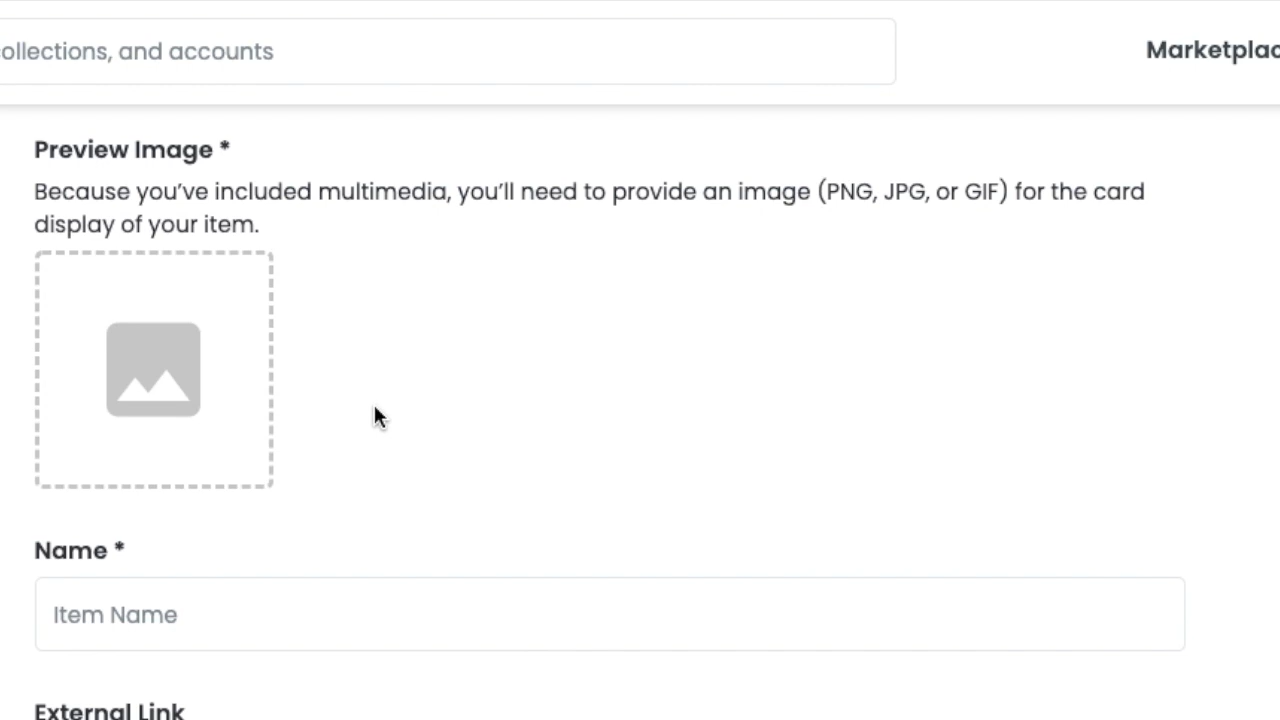 collections, and accounts
Marketplac
Preview Image *
Because you've included multimedia, you'll need to provide an image (PNG, JPG, or GIF) for the card
display of your item.
Name *
Item Name
External Link